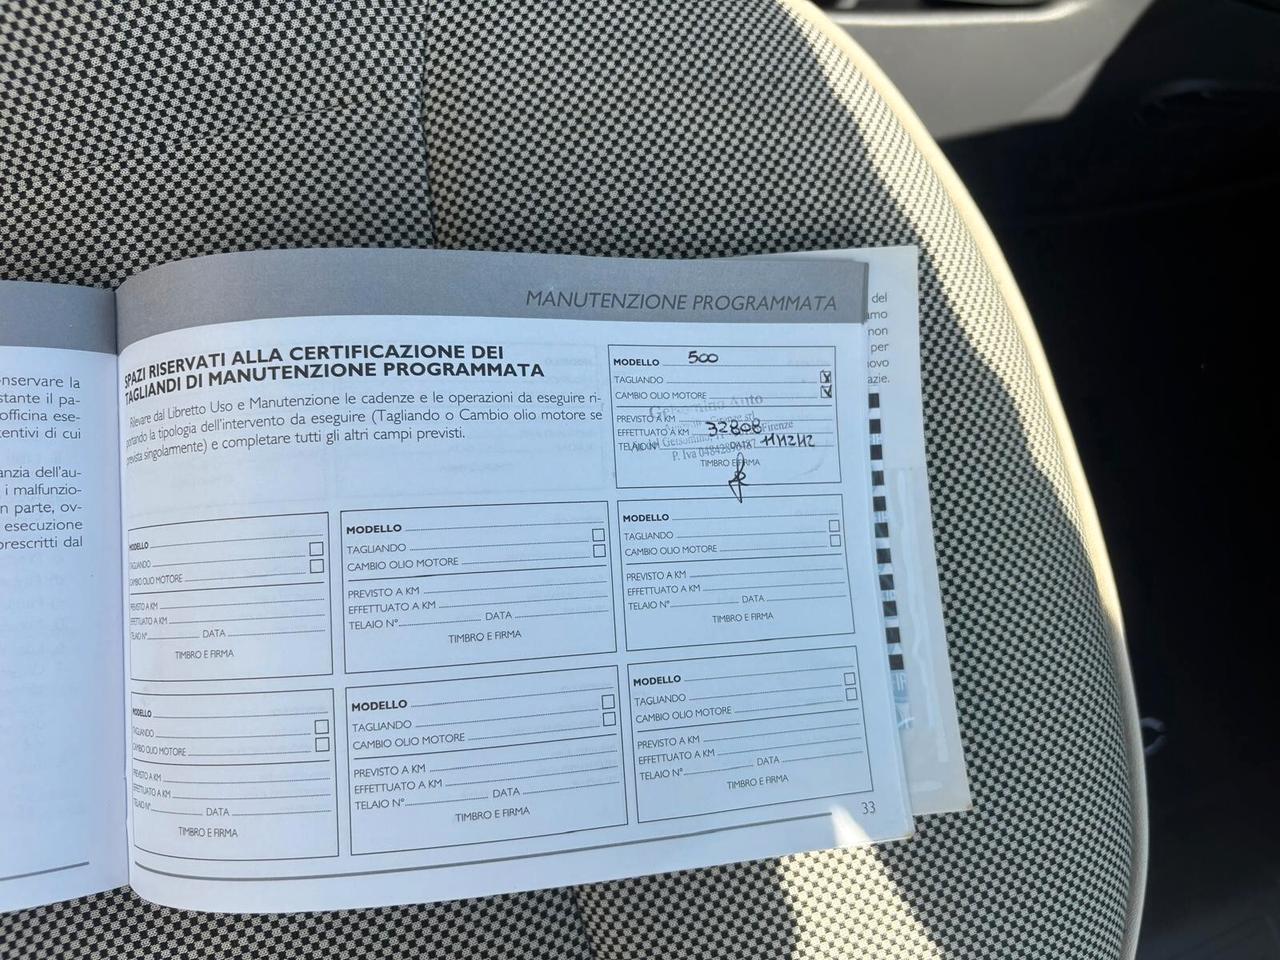 MANUTENZIONE PROGRAMMATA
SPAZI RISERVATI ALLA CERTIFICAZIONE DEI
TAGLIANDI DI MANUTENZIONE PROGRAMMATA
Rilevare dal Libretto Uso e Manutenzione le cadenze e le operazioni da eseguire ri-
portando la tipologia dell'intervento da eseguire (Tagliando o Cambio olio motore se
prevista singolarmente) e completare tutti gli altri campi previsti.
MODELLO 500
TAGLIANDO
CAMBIO OLIO MOTORE
Auto
PREVISTO A KM
EFFETTUATO A KM 32808 Firenze
DATA
P. Iva
TIMBRO E FIRMA
MODELLO
TAGLIANDO
CAMBIO OLIO MOTORE
PREVISTO A KM
EFFETTUATO A KM
TELAIO N° DATA
TIMBRO E FIRMA
MODELLO
TAGLIANDO
CAMBIO OLIO MOTORE
PREVISTO A KM
EFFETTUATO A KM
TELAIO N° DATA
TIMBRO E FIRMA
MODELLO
TAGLIANDO
CAMBIO OLIO MOTORE
PREVISTO A KM
EFFETTUATO A KM
TELAIO N° DATA
TIMBRO E FIRMA
MODELLO
TAGLIANDO
CAMBIO OLIO MOTORE
PREVISTO A KM
EFFETTUATO A KM
TELAIO N° DATA
TIMBRO E FIRMA
MODELLO
TAGLIANDO
CAMBIO OLIO MOTORE
PREVISTO A KM
EFFETTUATO A KM
TELAIO N° DATA
TIMBRO E FIRMA
MODELLO
TAGLIANDO
CAMBIO OLIO MOTORE
PREVISTO A KM
EFFETTUATO A KM
TELAIO N° DATA
TIMBRO E FIRMA
33
nservare la
stante il pa-
officina ese-
centivi di cui
anzia dell'au-
i malfunzio-
n parte, ov-
esecuzione
prescritti dal
del
amo
non
per
ovo
azie.